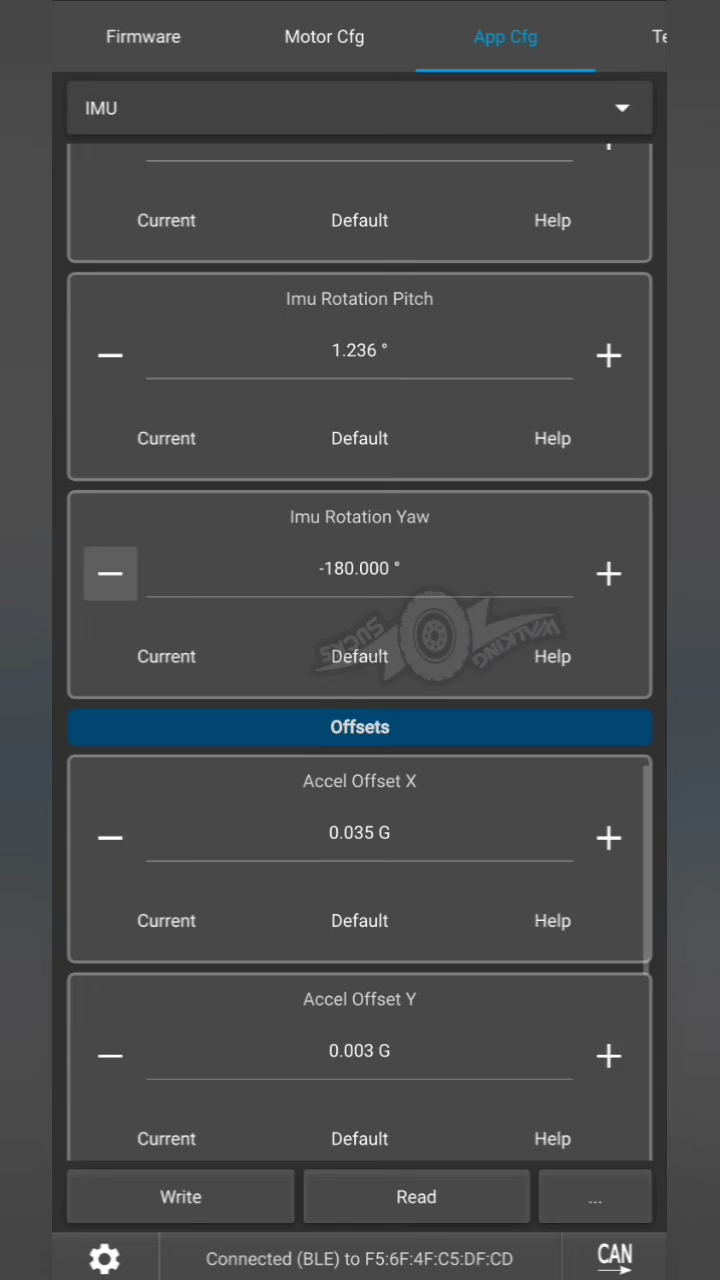 Firmware Motor Cfg App Cfg Te
IMU
Current Default Help
Imu Rotation Pitch
1.236 °
Current Default Help
Imu Rotation Yaw
-180.000 °
WALKING SUCKS
Current Default Help
Offsets
Accel Offset X
0.035 G
Current Default Help
Accel Offset Y
0.003 G
Current Default Help
Write Read ...
Connected (BLE) to F5:6F:4F:C5:DF:CD CAN